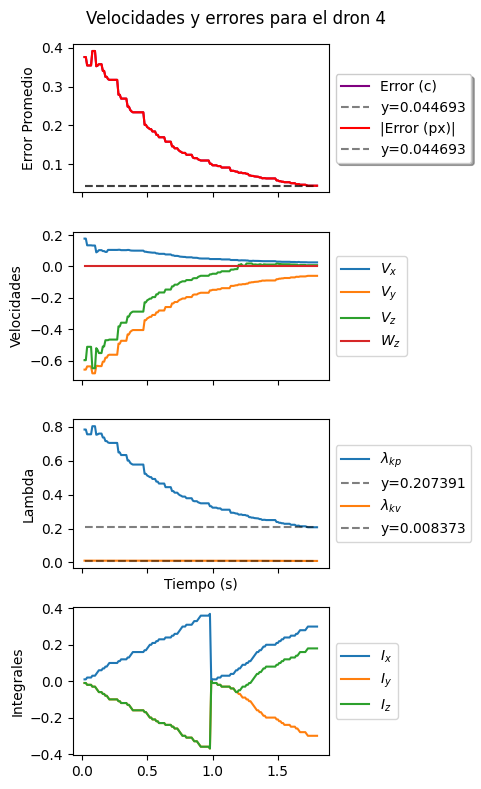 Velocidades y errores para el dron 4
0.4
0.3
0.2
0.1
Error Promedio
Error (c)
y=0.044693
|Error (px)|
y=0.044693
0.2
0.0
−0.2
−0.4
−0.6
Velocidades
V_x
V_y
V_z
W_z
0.8
0.6
0.4
0.2
0.0
Lambda
λ_kp
y=0.207391
λ_kv
y=0.008373
Tiempo (s)
0.4
0.2
0.0
−0.2
−0.4
Integrales
I_x
I_y
I_z
0.0 0.5 1.0 1.5